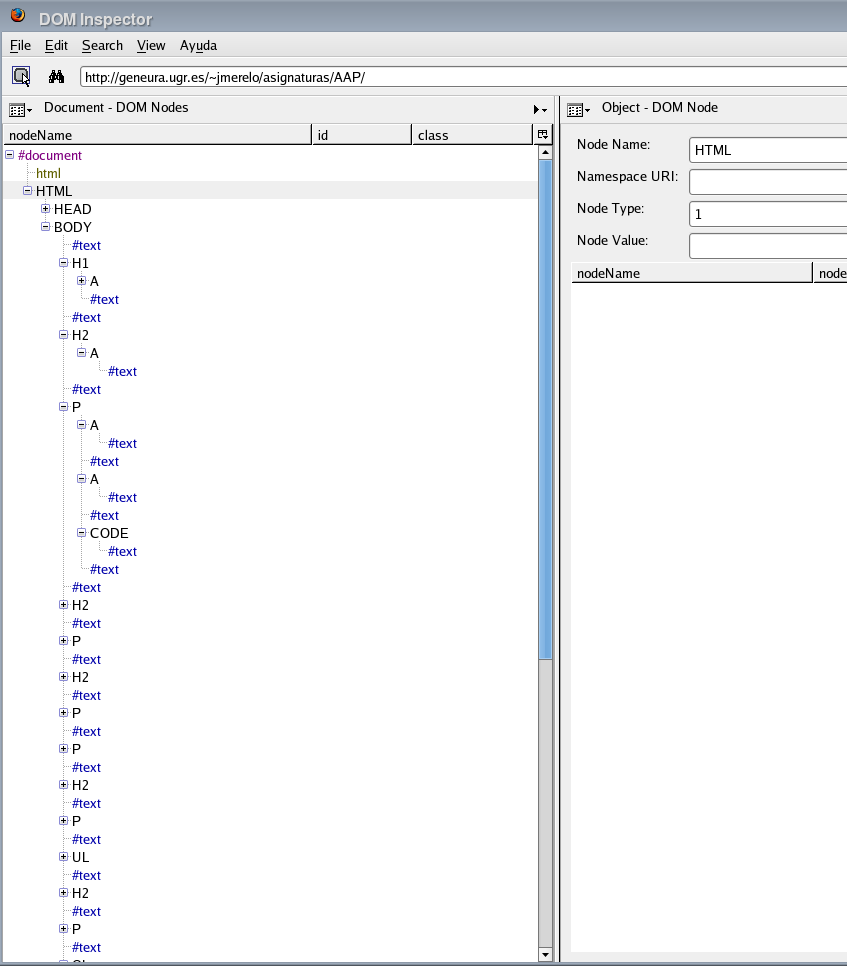 DOM Inspector
File Edit Search View Ayuda
http://geneura.ugr.es/~jmerelo/asignaturas/AAP/
Document - DOM Nodes
nodeName id class
#document
html
HTML
HEAD
BODY
#text
H1
A
#text
#text
H2
A
#text
#text
P
A
#text
#text
A
#text
#text
CODE
#text
#text
#text
H2
#text
P
#text
H2
#text
P
#text
P
#text
H2
#text
P
#text
UL
#text
H2
#text
P
#text
Object - DOM Node
Node Name: HTML
Namespace URI:
Node Type: 1
Node Value:
nodeName node